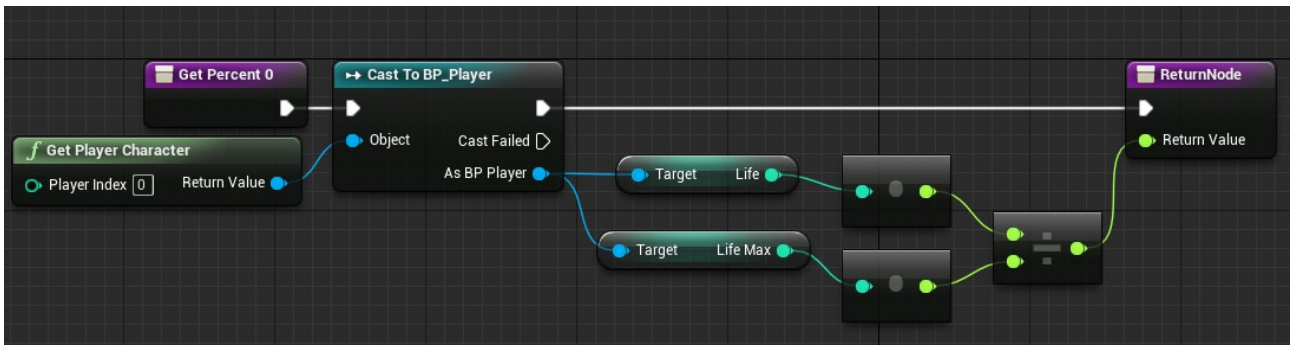 Get Percent 0
Cast To BP_Player
ReturnNode
Object
Cast Failed
Return Value
f Get Player Character
Player Index 0
Return Value
As BP Player
Target
Life
Target
Life Max